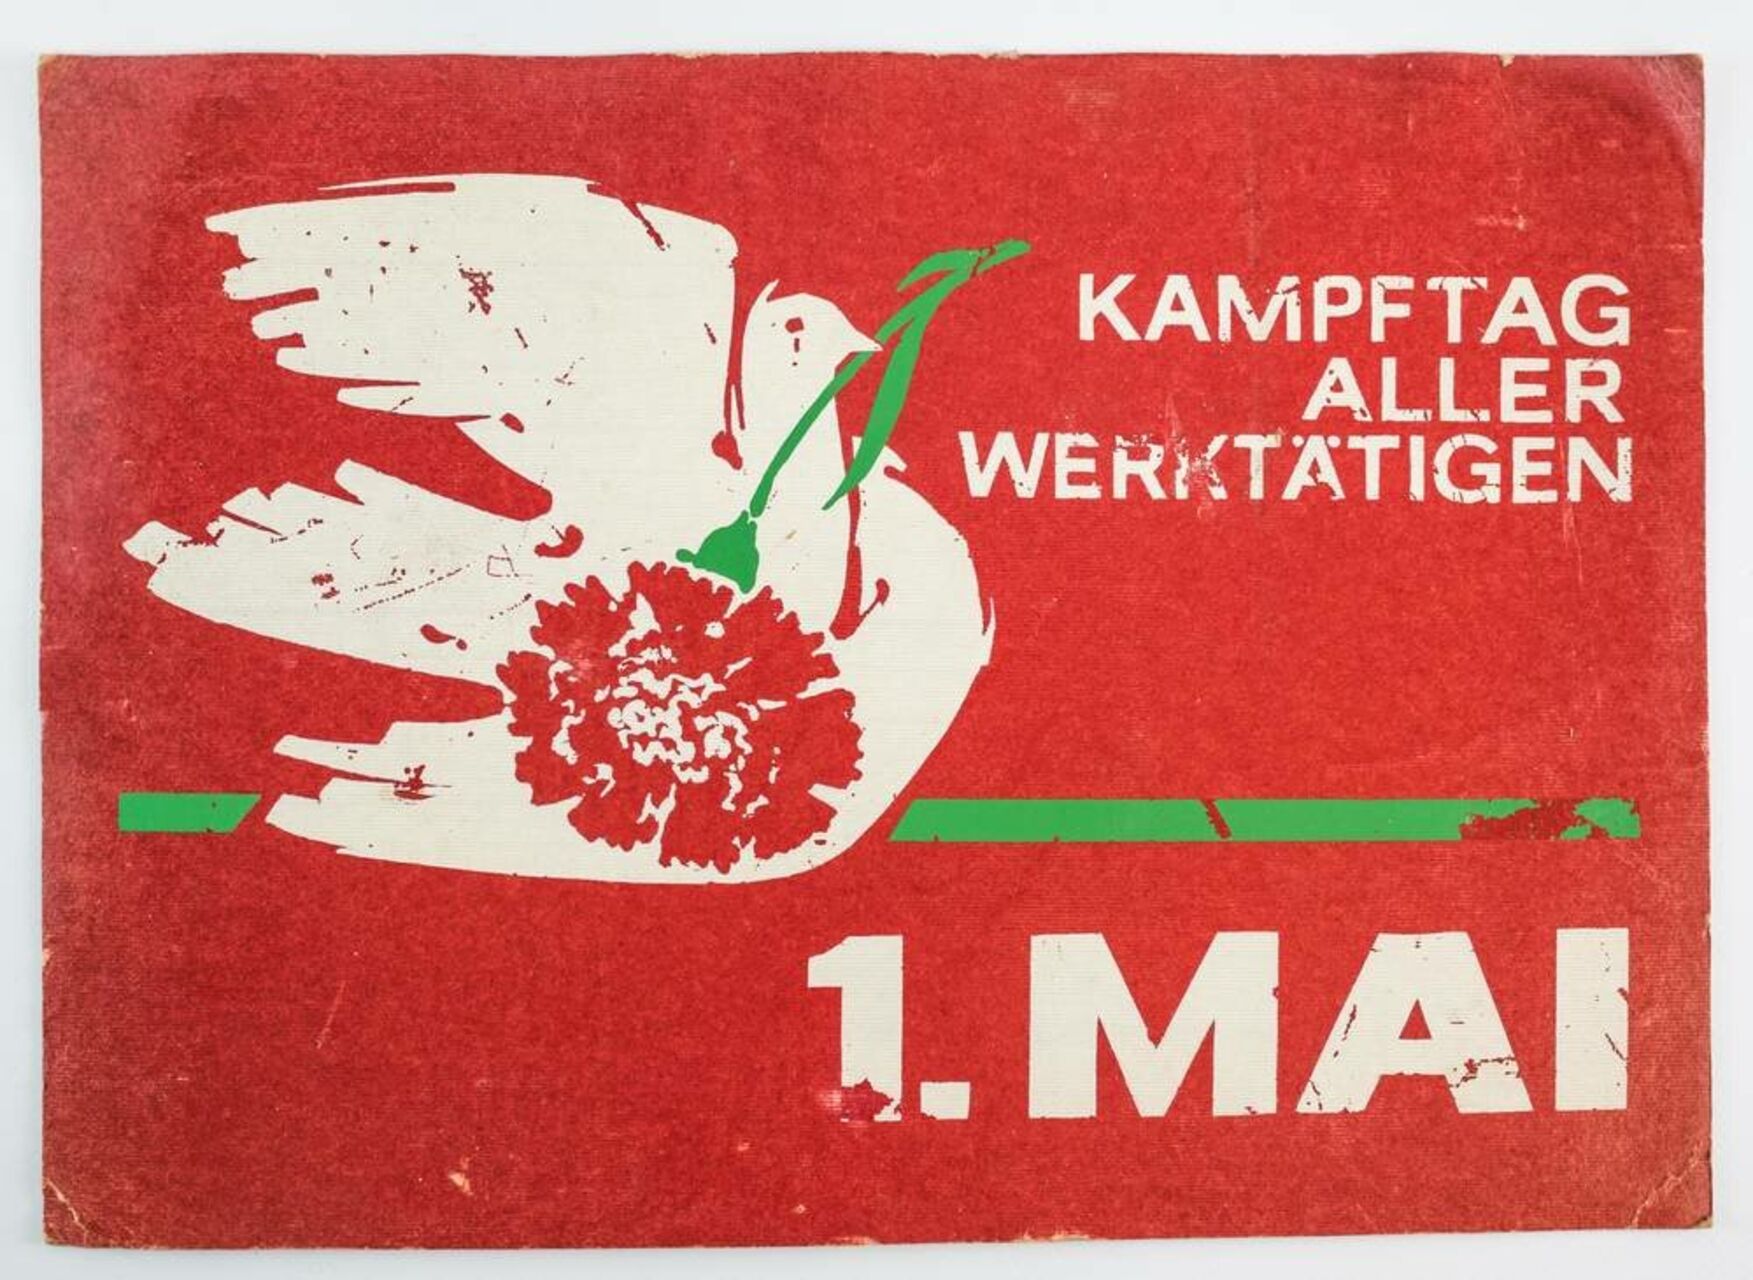 KAMPFTAG
ALLER
WERKTÄTIGEN
1. MAI